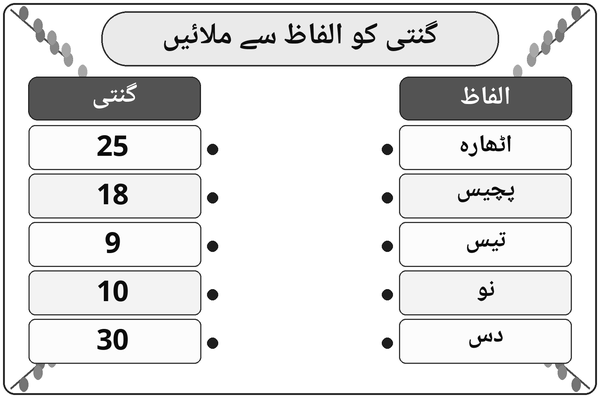 گنتی کو الفاظ سے ملائیں
الفاظ گنتی
اٹھارہ 25
پچیس 18
تیس 9
نو 10
دس 30